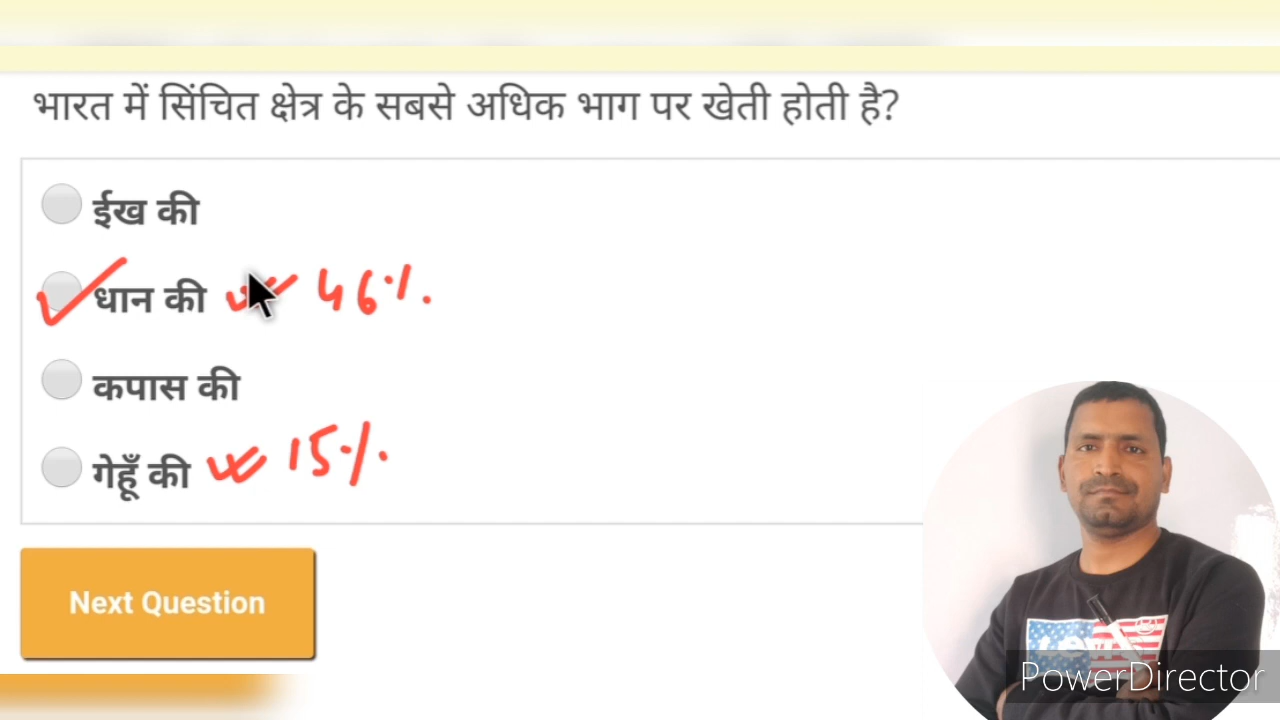 भारत में सिंचित क्षेत्र के सबसे अधिक भाग पर खेती होती है?
ईख की
धान की 46%.
कपास की
गेहूँ की 15%.
Next Question
PowerDirector